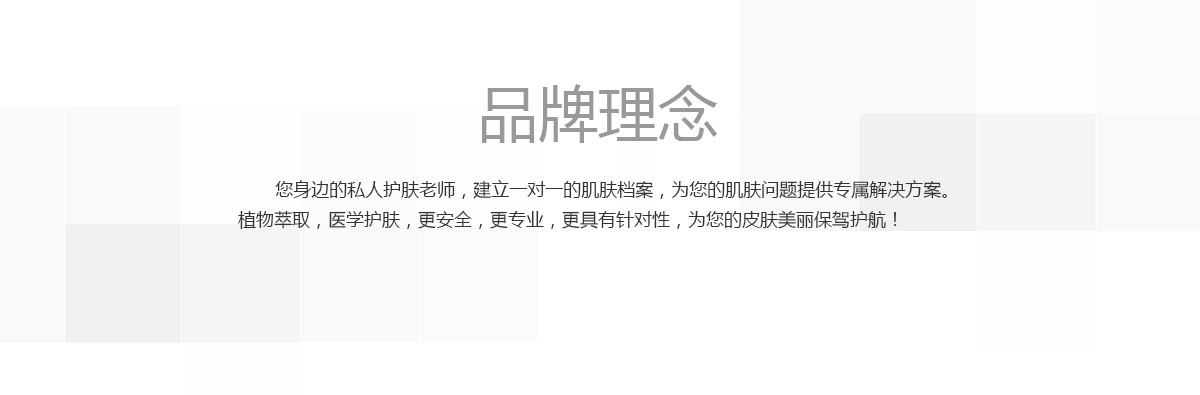 品牌理念
您身边的私人护肤老师，建立一对一的肌肤档案，为您的肌肤问题提供专属解决方案。
植物萃取，医学护肤，更安全，更专业，更具有针对性，为您的皮肤美丽保驾护航！